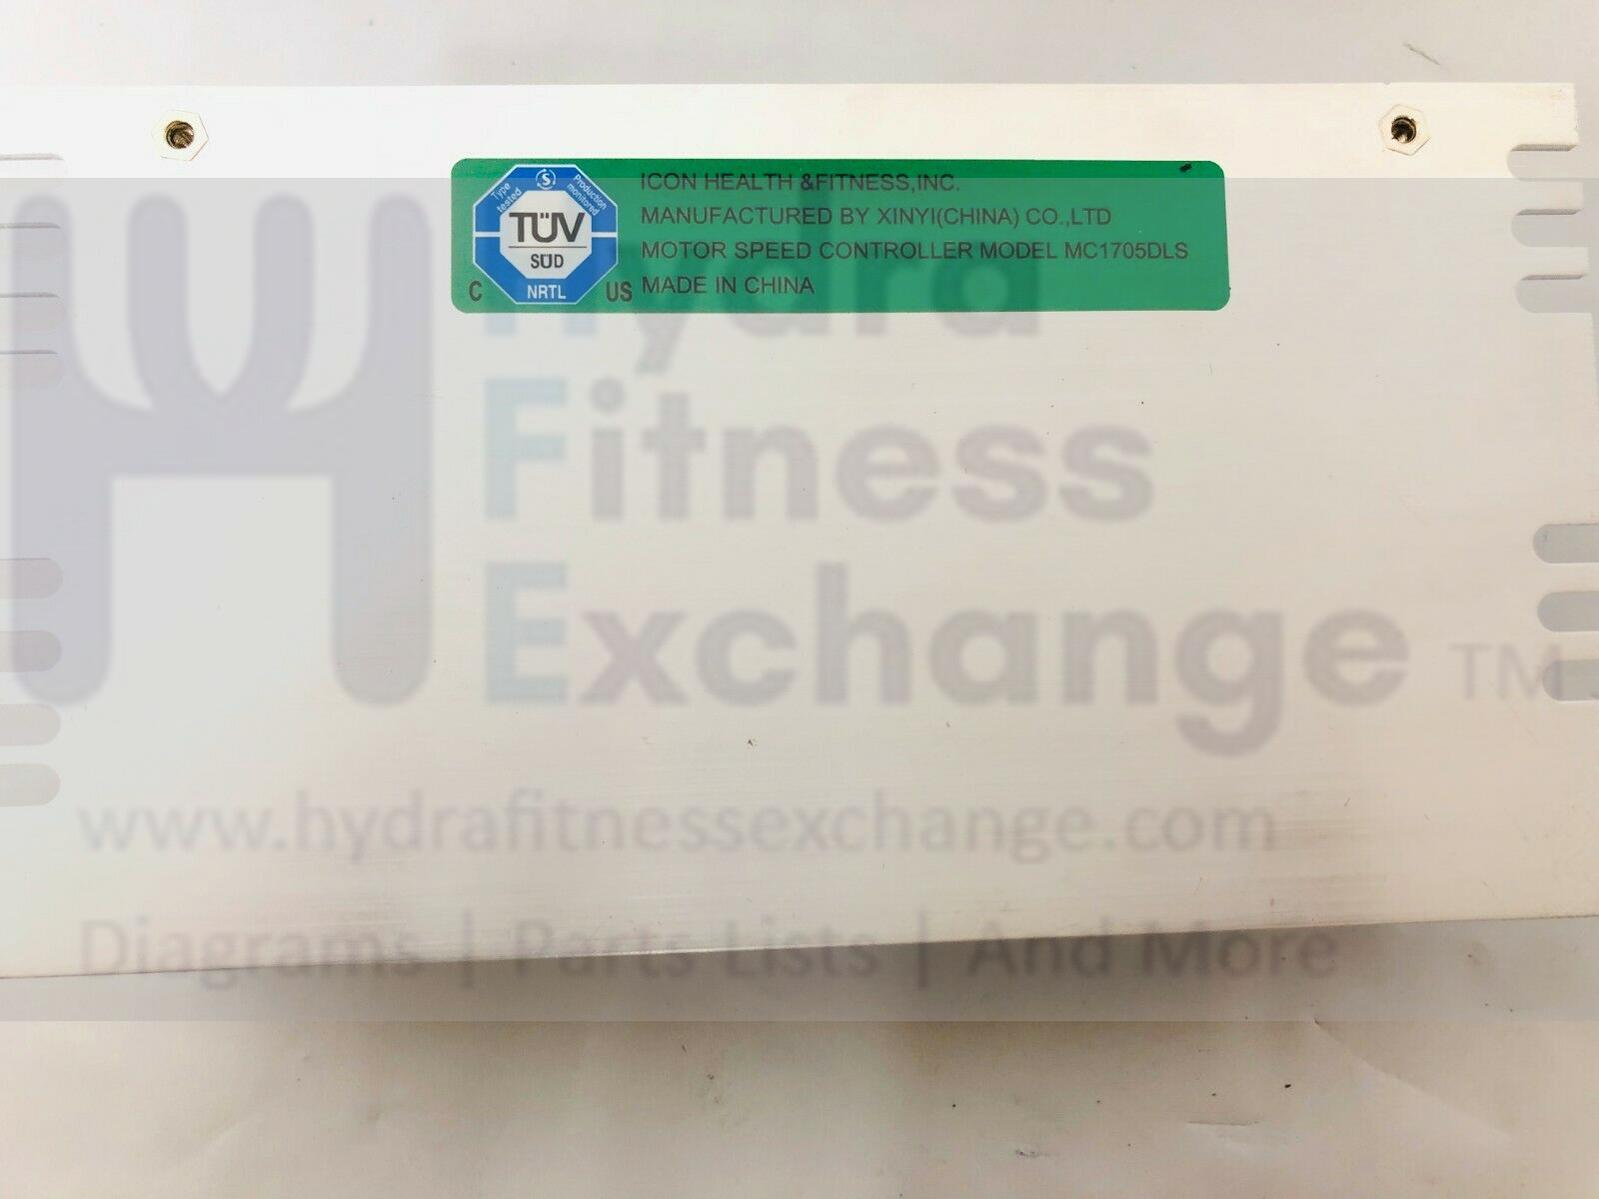 Type tested
S
Production monitored
TÜV
SÜD
C NRTL US
ICON HEALTH &FITNESS,INC.
MANUFACTURED BY XINYI(CHINA) CO.,LTD
MOTOR SPEED CONTROLLER MODEL MC1705DLS
MADE IN CHINA
Hydra
Fitness
Exchange TM
www.hydrafitnessexchange.com
Diagrams | Parts Lists | And More